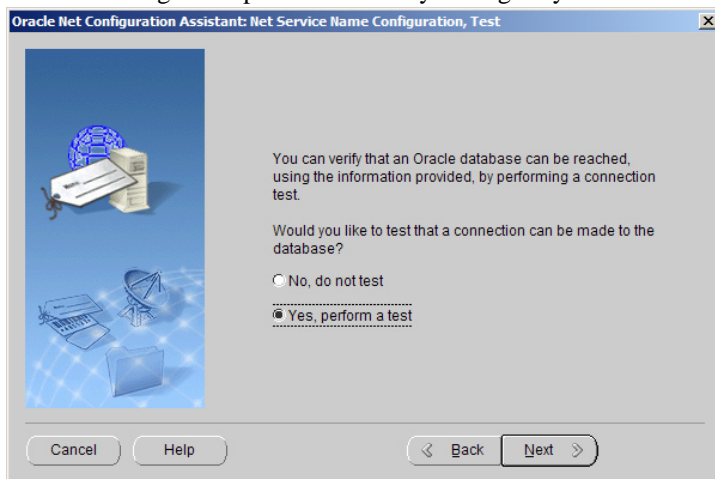 Oracle Net Configuration Assistant: Net Service Name Configuration, Test
You can verify that an Oracle database can be reached,
using the information provided, by performing a connection
test.
Would you like to test that a connection can be made to the
database?
No, do not test
Yes, perform a test
Cancel
Help
Back
Next